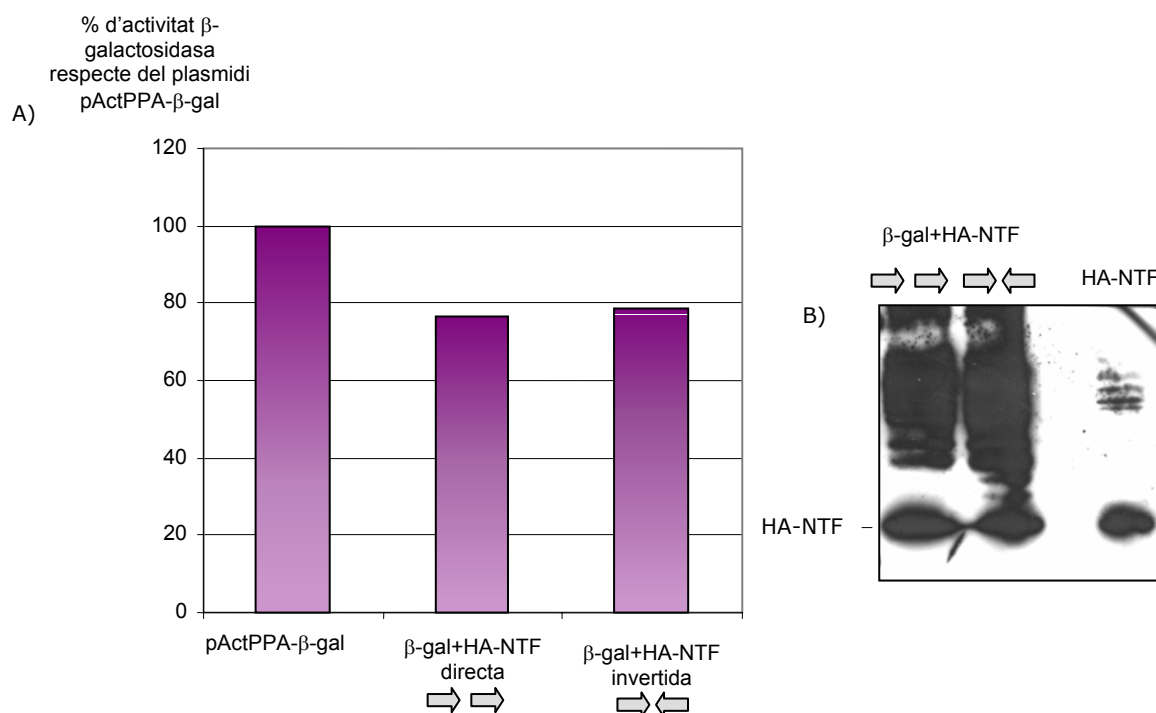 % d’activitat β-
galactosidasa
respecte del plasmidi
pActPPA-β-gal
A)
120
100
80
60
40
20
0
pActPPA-β-gal
β-gal+HA-NTF
directa
β-gal+HA-NTF
invertida
β-gal+HA-NTF
HA-NTF
B)
HA-NTF –